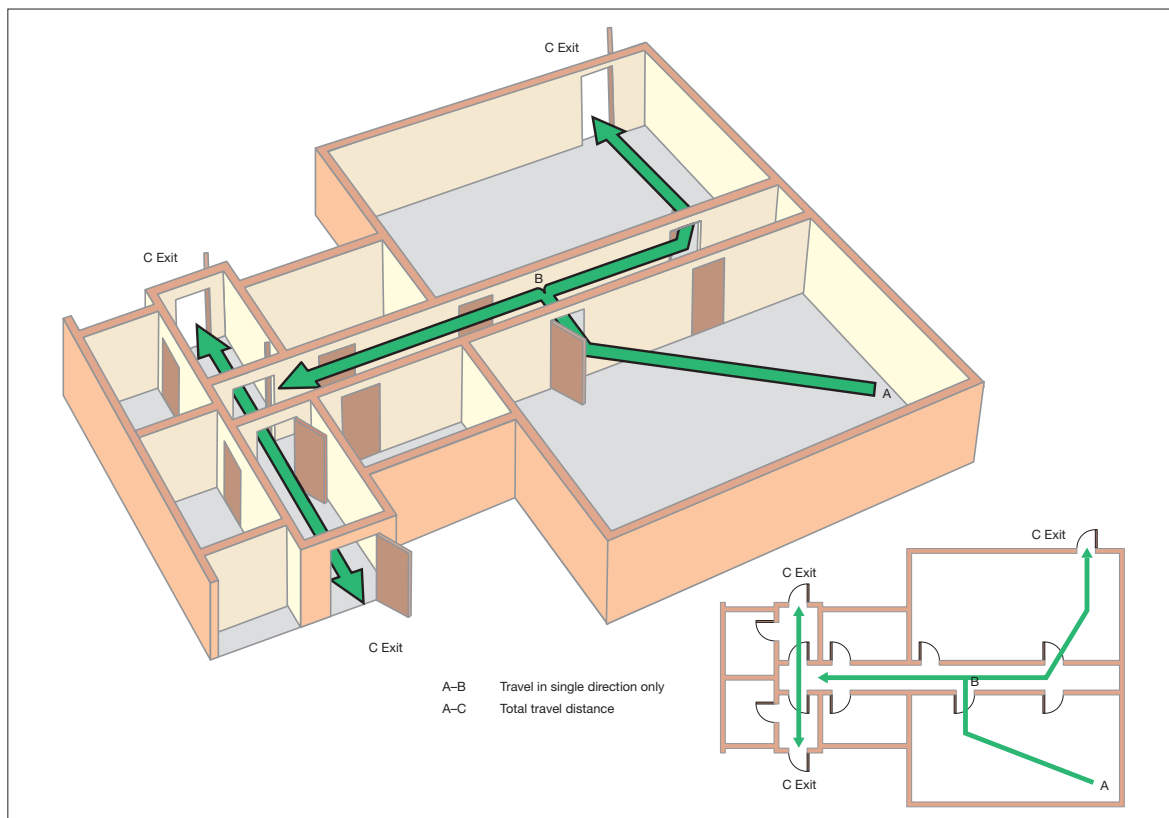 C Exit
C Exit
B
A
C Exit
A–B Travel in single direction only
A–C Total travel distance
C Exit
C Exit
B
A
C Exit